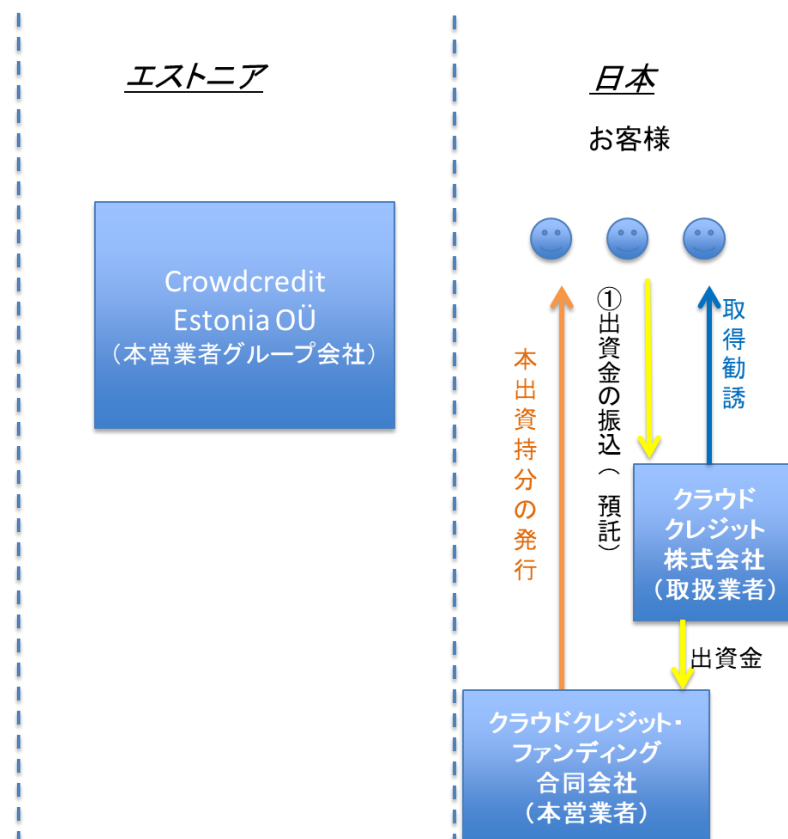 エストニア
日本
お客様
Crowdcredit
Estonia OÜ
（本営業者グループ会社）
本出資持分の発行
①出資金の振込（預託）
取得勧誘
クラウド
クレジット
株式会社
（取扱業者）
出資金
クラウドクレジット・
ファンディング
合同会社
（本営業者）